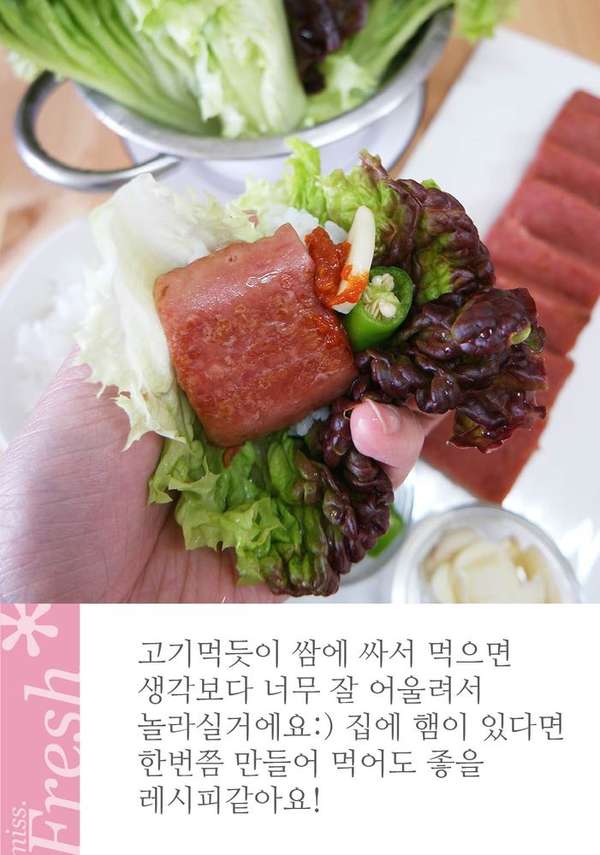 고기먹듯이 쌈에 싸서 먹으면
생각보다 너무 잘 어울려서
놀라실거에요:) 집에 햄이 있다면
한번쯤 만들어 먹어도 좋을
레시피같아요!
miss.
Fresh*